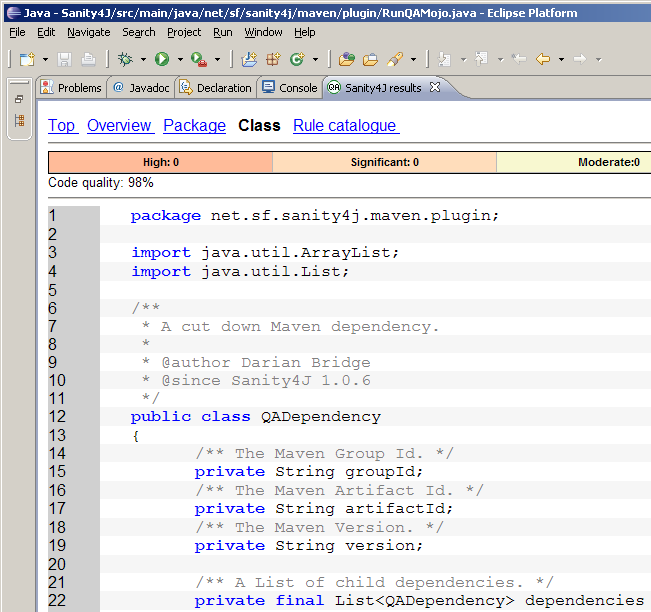 Java - Sanity4J/src/main/java/net/sf/sanity4j/maven/plugin/RunQAMojo.java - Eclipse Platform
File Edit Navigate Search Project Run Window Help
Problems @ Javadoc Declaration Console QA Sanity4J results
Top Overview Package Class Rule catalogue
High: 0 Significant: 0 Moderate:0
Code quality: 98%
1 package net.sf.sanity4j.maven.plugin;
2
3 import java.util.ArrayList;
4 import java.util.List;
5
6 /**
7 * A cut down Maven dependency.
8 *
9 * @author Darian Bridge
10 * @since Sanity4J 1.0.6
11 */
12 public class QADependency
13 {
14 /** The Maven Group Id. */
15 private String groupId;
16 /** The Maven Artifact Id. */
17 private String artifactId;
18 /** The Maven Version. */
19 private String version;
20
21 /** A List of child dependencies. */
22 private final List<QADependency> dependencies